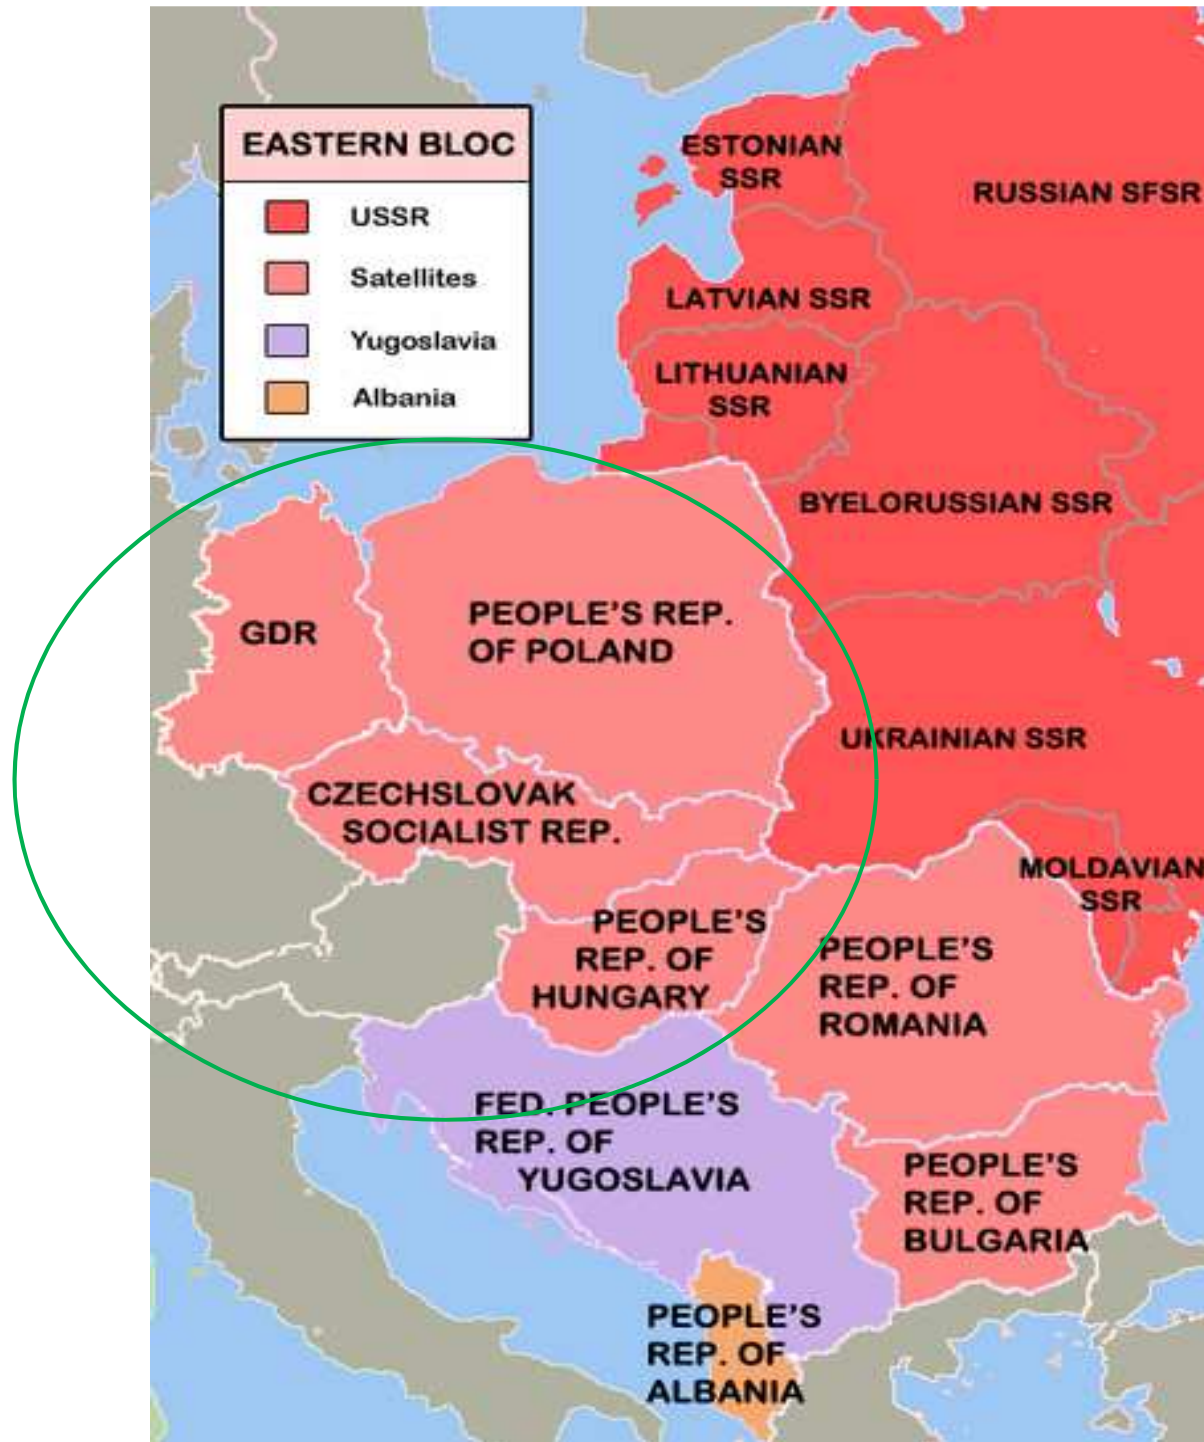 EASTERN BLOC
USSR
Satellites
Yugoslavia
Albania
ESTONIAN
SSR
RUSSIAN SFSR
LATVIAN SSR
LITHUANIAN
SSR
BYELORUSSIAN SSR
GDR
PEOPLE'S REP.
OF POLAND
UKRAINIAN SSR
CZECHSLOVAK
SOCIALIST REP.
MOLDAVIAN
SSR
PEOPLE'S
REP. OF
HUNGARY
PEOPLE'S
REP. OF
ROMANIA
FED. PEOPLE'S
REP. OF
YUGOSLAVIA
PEOPLE'S
REP. OF
BULGARIA
PEOPLE'S
REP. OF
ALBANIA